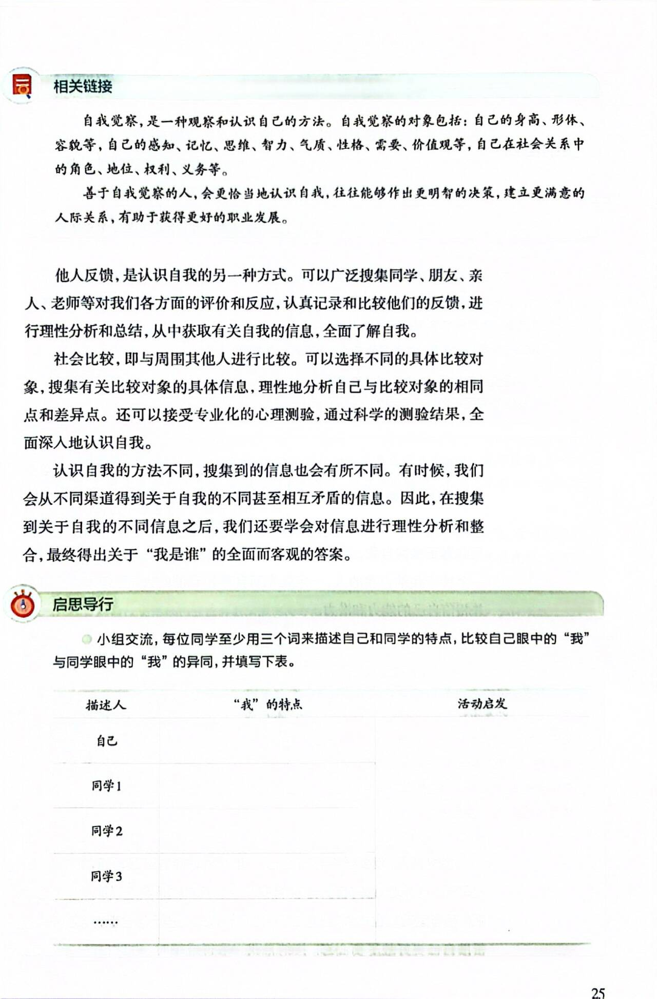 相关链接
自我觉察，是一种观察和认识自己的方法。自我觉察的对象包括：自己的身高、形体、
容貌等，自己的感知、记忆、思维、智力、气质、性格、需要、价值观等，自己在社会关系中
的角色、地位、权利、义务等。
善于自我觉察的人，会更恰当地认识自我，往往能够作出更明智的决策，建立更满意的
人际关系，有助于获得更好的职业发展。
他人反馈，是认识自我的另一种方式。可以广泛搜集同学、朋友、亲
人、老师等对我们各方面的评价和反应，认真记录和比较他们的反馈，进
行理性分析和总结，从中获取有关自我的信息，全面了解自我。
社会比较，即与周围其他人进行比较。可以选择不同的具体比较对
象，搜集有关比较对象的具体信息，理性地分析自己与比较对象的相同
点和差异点。还可以接受专业化的心理测验，通过科学的测验结果，全
面深入地认识自我。
认识自我的方法不同，搜集到的信息也会有所不同。有时候，我们
会从不同渠道得到关于自我的不同甚至相互矛盾的信息。因此，在搜集
到关于自我的不同信息之后，我们还要学会对信息进行理性分析和整
合，最终得出关于“我是谁”的全面而客观的答案。
启思导行
小组交流，每位同学至少用三个词来描述自己和同学的特点，比较自己眼中的“我”
与同学眼中的“我”的异同，并填写下表。
描述人 “我”的特点 活动启发
自己
同学1
同学2
同学3
……
25